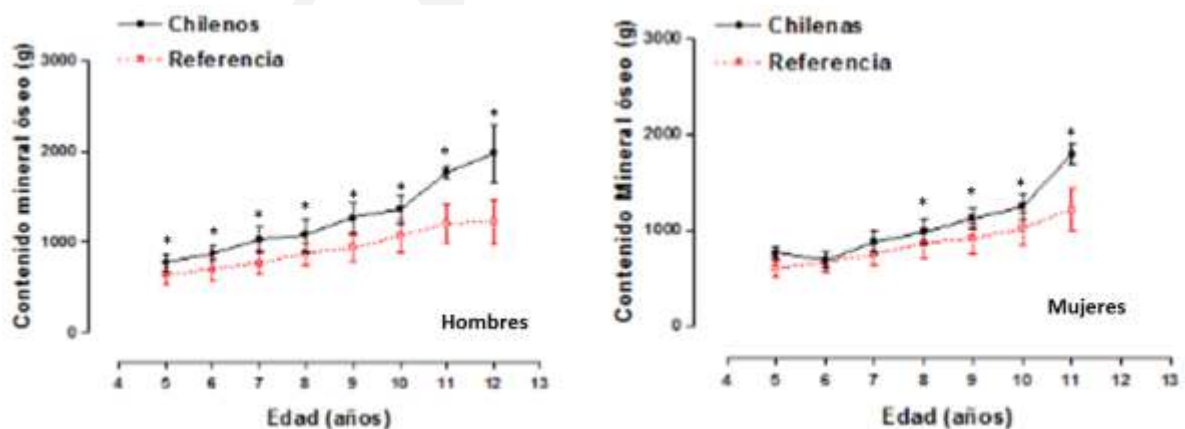 Chilenos
Referencia
Contenido mineral óseo (g)
3000
2000
1000
0
* * * * * * * *
Hombres
4 5 6 7 8 9 10 11 12 13
Edad (años)
Chilenas
Referencia
Contenido Mineral óseo (g)
3000
2000
1000
0
* * * *
Mujeres
4 5 6 7 8 9 10 11 12 13
Edad (años)